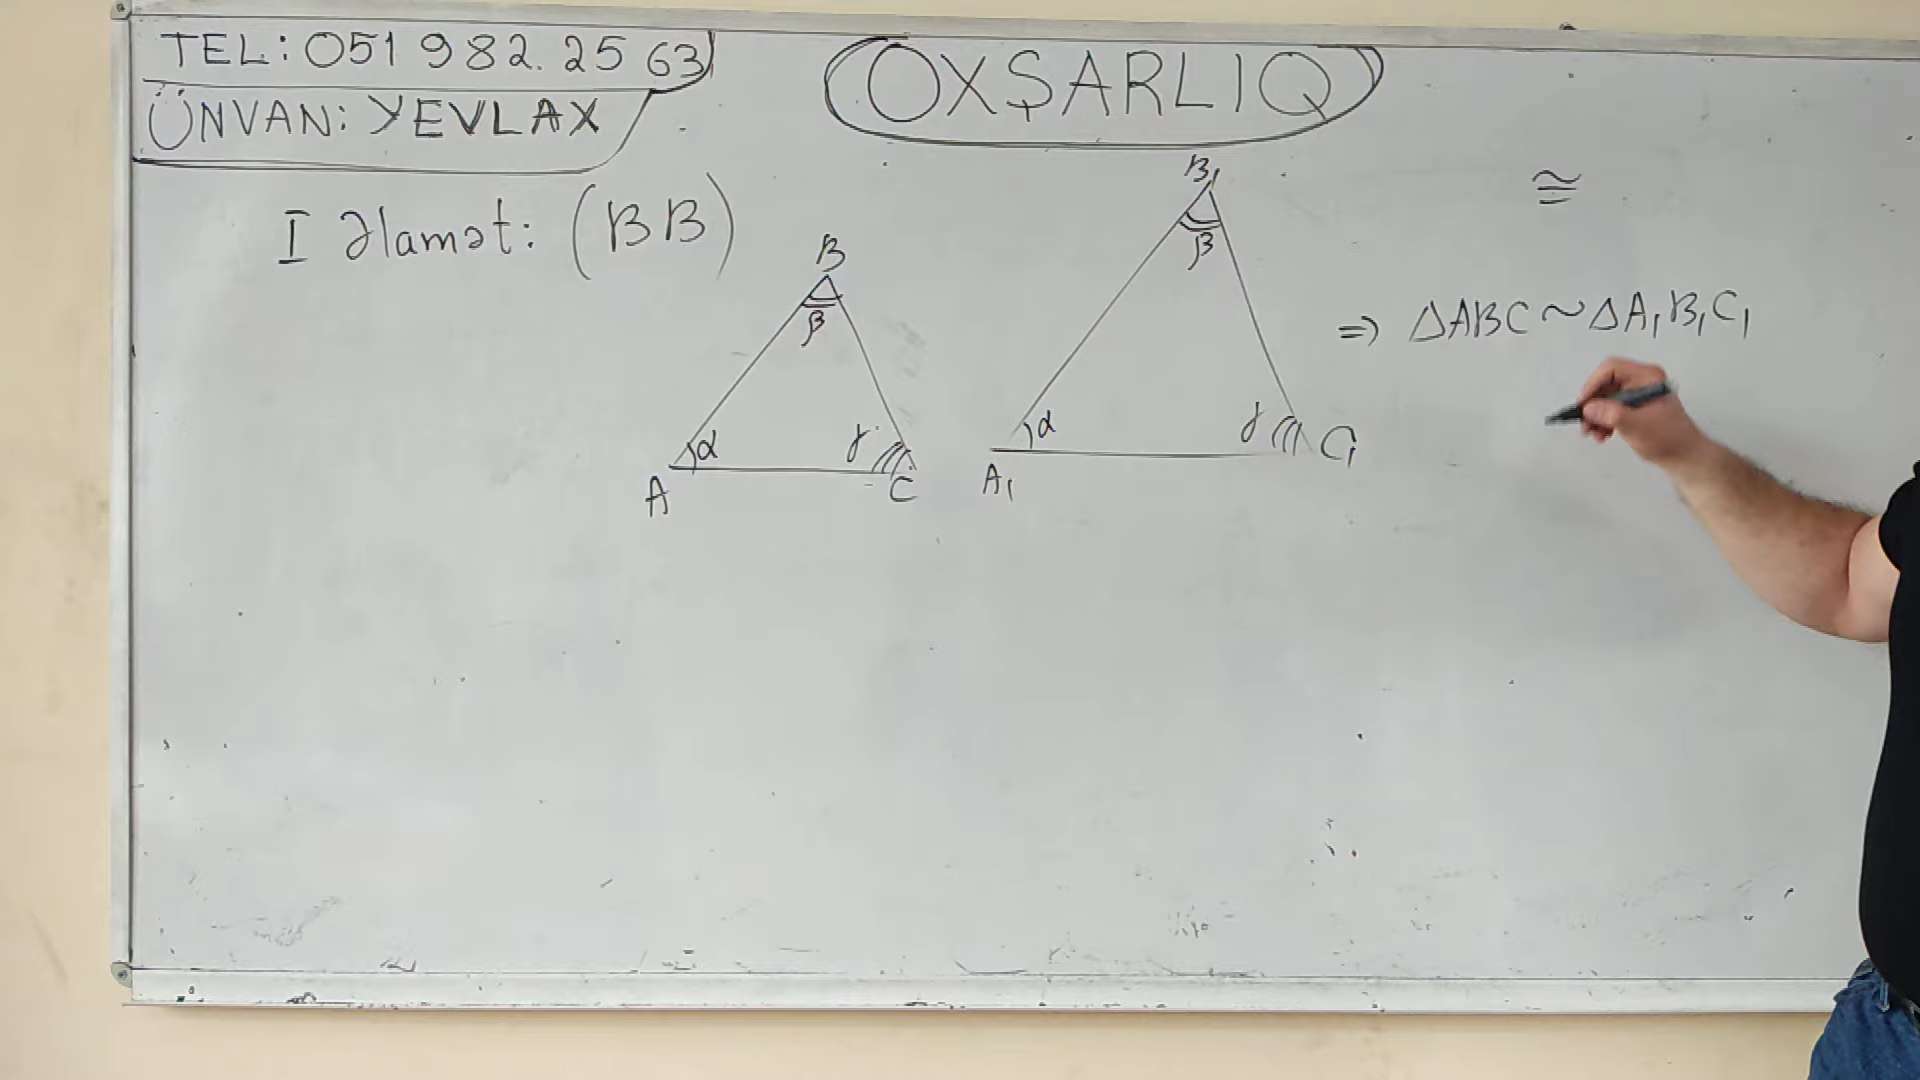 TEL: 051 982. 25 63
ÜNVAN: YEVLAX
OXŞARLIQ
I Əlamət: (BB)
B
β
α
γ
A
C
B₁
β
α
γ
A₁
C₁
≅
⇒ ΔABC ~ ΔA₁B₁C₁